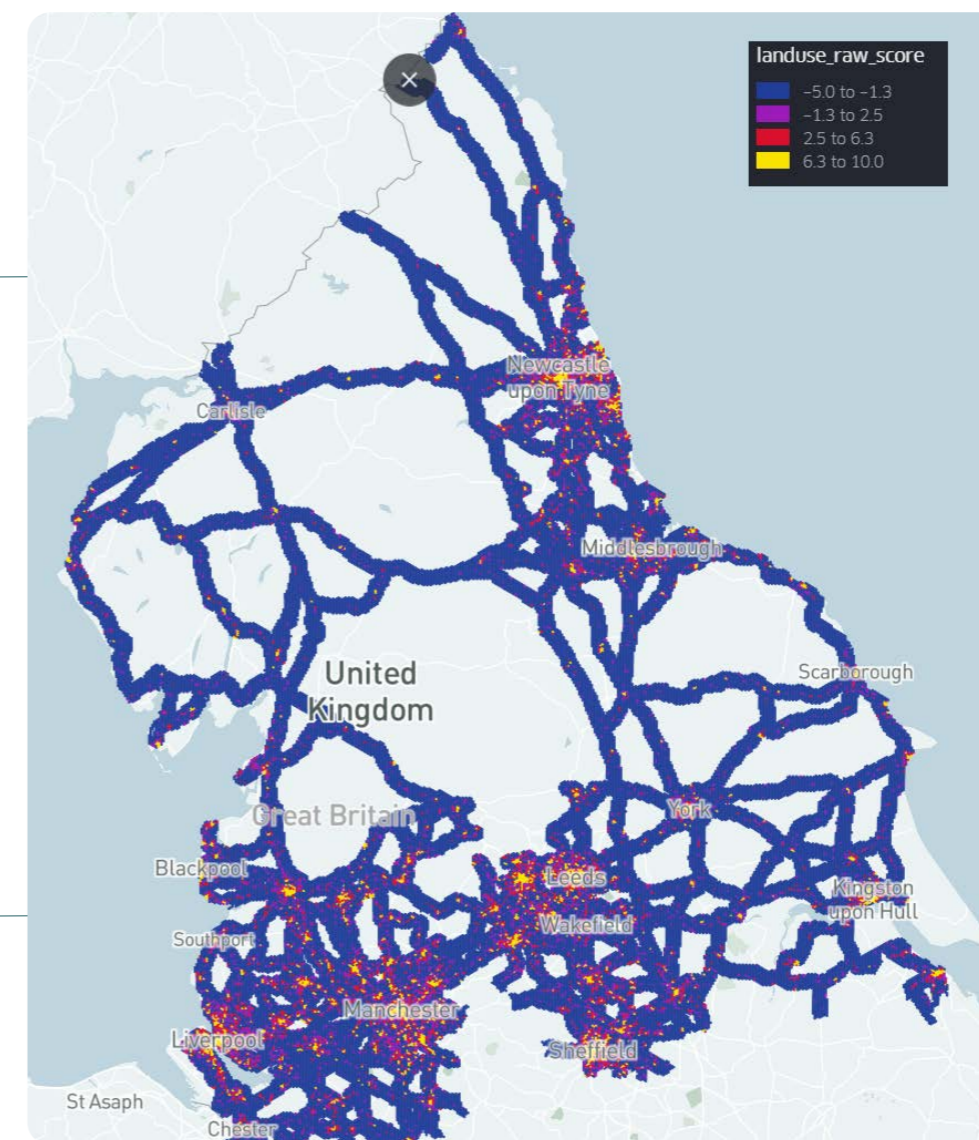 landuse_raw_score
-5.0 to -1.3
-1.3 to 2.5
2.5 to 6.3
6.3 to 10.0
Newcastle
upon Tyne
Carlisle
Middlesbrough
United
Kingdom
Scarborough
Great Britain
York
Blackpool
Leeds
Kingston
upon Hull
Wakefield
Southport
Manchester
Liverpool
Sheffield
St Asaph
Chester